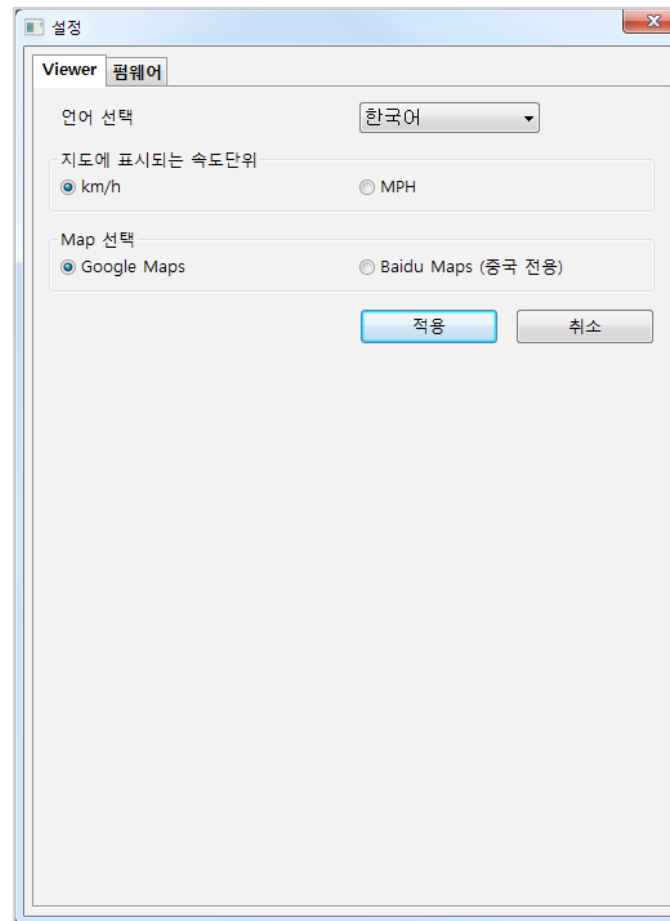 설정
Viewer 펌웨어
언어 선택 한국어
지도에 표시되는 속도단위
km/h MPH
Map 선택
Google Maps Baidu Maps (중국 전용)
적용 취소